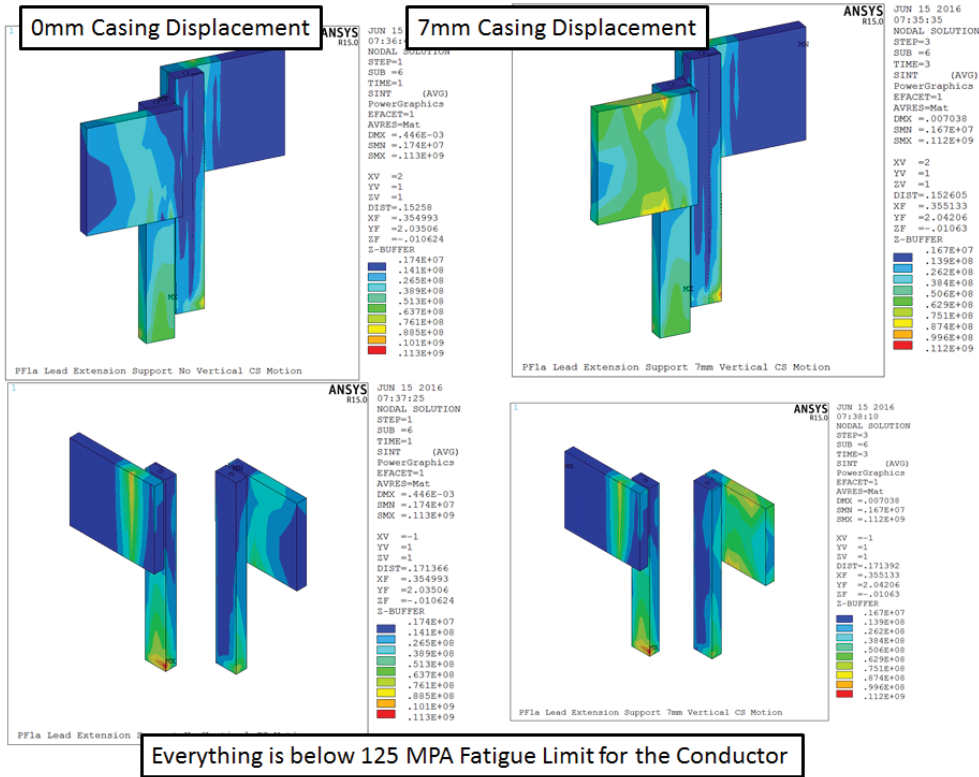 0mm Casing Displacement
7mm Casing Displacement
1
ANSYS
R15.0
JUN 15
07:36:
NODAL SOLUTION
STEP=1
SUB =6
TIME=1
SINT (AVG)
PowerGraphics
EFACET=1
AVRES=Mat
DMX =.446E-03
SMN =.174E+07
SMX =.113E+09
XV =2
YV =1
ZV =1
DIST=.15258
XF =.354993
YF =2.03506
ZF =-.010624
Z-BUFFER
.174E+07
.141E+08
.265E+08
.389E+08
.513E+08
.637E+08
.761E+08
.885E+08
.101E+09
.113E+09
MX
PF1a Lead Extension Support No Vertical CS Motion
ANSYS
R15.0
JUN 15 2016
07:35:35
NODAL SOLUTION
STEP=3
SUB =6
TIME=3
SINT (AVG)
PowerGraphics
EFACET=1
AVRES=Mat
DMX =.007038
SMN =.167E+07
SMX =.112E+09
XV =2
YV =1
ZV =1
DIST=.152605
XF =.355133
YF =2.04206
ZF =-.01063
Z-BUFFER
.167E+07
.139E+08
.262E+08
.384E+08
.506E+08
.629E+08
.751E+08
.874E+08
.996E+08
.112E+09
MN
MX
PF1a Lead Extension Support 7mm Vertical CS Motion
1
ANSYS
R15.0
JUN 15 2016
07:37:25
NODAL SOLUTION
STEP=1
SUB =6
TIME=1
SINT (AVG)
PowerGraphics
EFACET=1
AVRES=Mat
DMX =.446E-03
SMN =.174E+07
SMX =.113E+09
XV =-1
YV =1
ZV =1
DIST=.171366
XF =.354993
YF =2.03506
ZF =-.010624
Z-BUFFER
.174E+07
.141E+08
.265E+08
.389E+08
.513E+08
.637E+08
.761E+08
.885E+08
.101E+09
.113E+09
MX
PF1a Lead Extension
1
ANSYS
R15.0
JUN 15 2016
07:38:10
NODAL SOLUTION
STEP=3
SUB =6
TIME=3
SINT (AVG)
PowerGraphics
EFACET=1
AVRES=Mat
DMX =.007038
SMN =.167E+07
SMX =.112E+09
XV =-1
YV =1
ZV =1
DIST=.171392
XF =.355133
YF =2.04206
ZF =-.01063
Z-BUFFER
.167E+07
.139E+08
.262E+08
.384E+08
.506E+08
.629E+08
.751E+08
.874E+08
.996E+08
.112E+09
MX
PF1a Lead Extension Support 7mm Vertical CS Motion
Everything is below 125 MPA Fatigue Limit for the Conductor